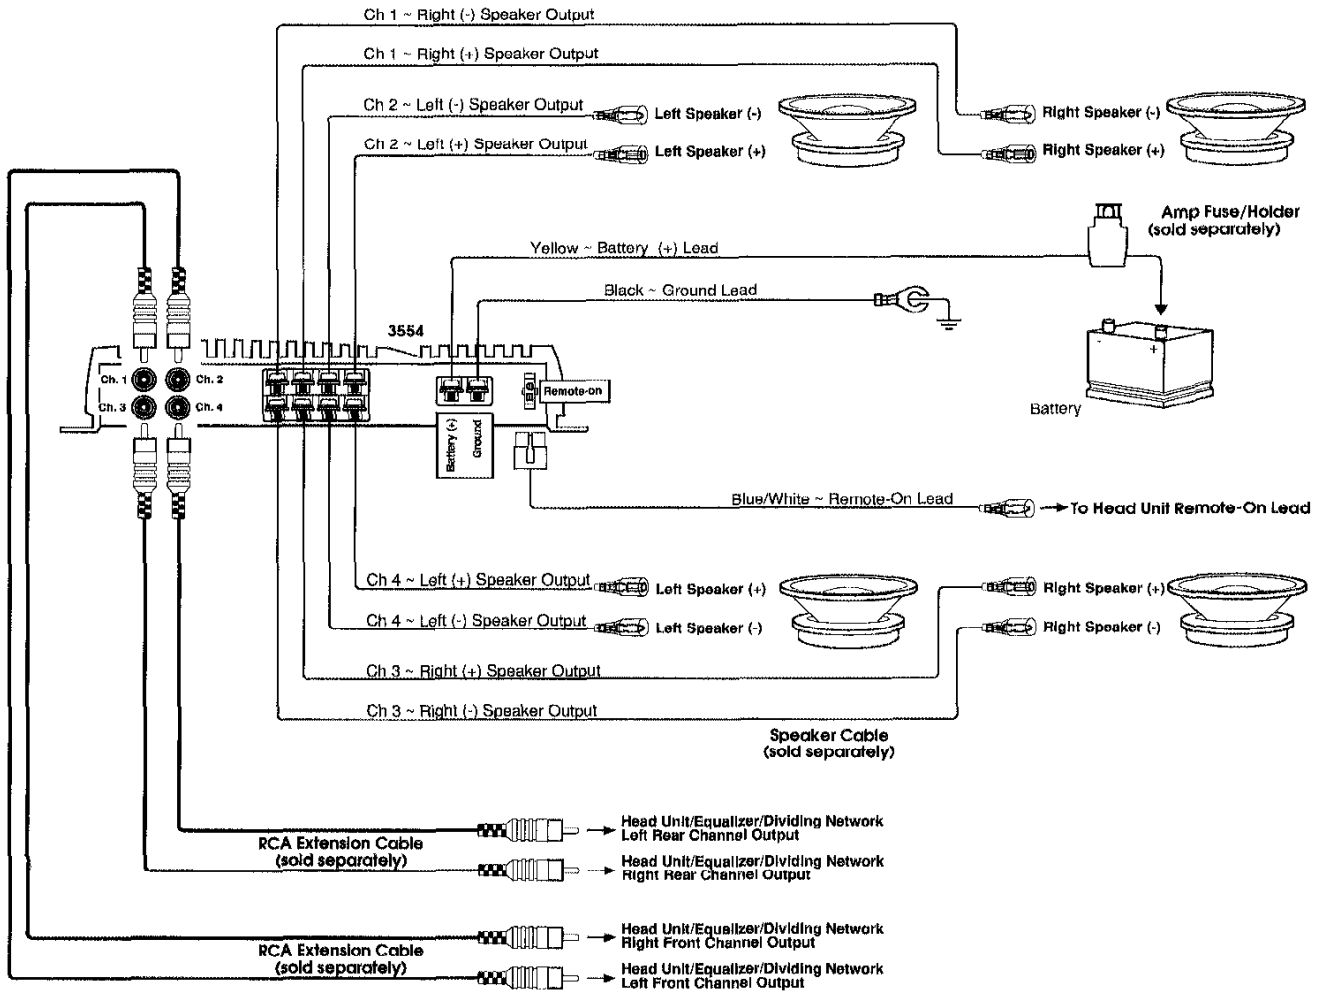 Ch 1 ~ Right (-) Speaker Output
Ch 1 ~ Right (+) Speaker Output
Ch 2 ~ Left (-) Speaker Output
Left Speaker (-)
Right Speaker (-)
Ch 2 ~ Left (+) Speaker Output
Left Speaker (+)
Right Speaker (+)
Amp Fuse/Holder
(sold separately)
Yellow ~ Battery (+) Lead
Black ~ Ground Lead
3554
- +
Ch. 1
Ch. 2
Remote-on
Ch. 3
Ch. 4
Battery
Battery (+)
Ground
Blue/White ~ Remote-On Lead
To Head Unit Remote-On Lead
Ch 4 ~ Left (+) Speaker Output
Left Speaker (+)
Right Speaker (+)
Ch 4 ~ Left (-) Speaker Output
Left Speaker (-)
Right Speaker (-)
Ch 3 ~ Right (+) Speaker Output
Ch 3 ~ Right (-) Speaker Output
Speaker Cable
(sold separately)
Head Unit/Equalizer/Dividing Network
Left Rear Channel Output
RCA Extension Cable
(sold separately)
Head Unit/Equalizer/Dividing Network
Right Rear Channel Output
Head Unit/Equalizer/Dividing Network
Right Front Channel Output
RCA Extension Cable
(sold separately)
Head Unit/Equalizer/Dividing Network
Left Front Channel Output